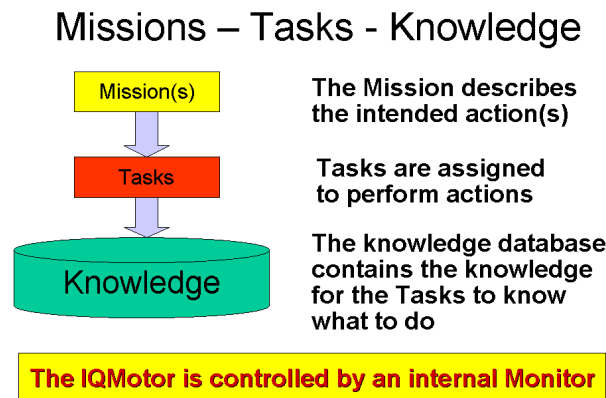 Missions – Tasks - Knowledge
Mission(s)
The Mission describes
the intended action(s)
Tasks
Tasks are assigned
to perform actions
Knowledge
The knowledge database
contains the knowledge
for the Tasks to know
what to do
The IQMotor is controlled by an internal Monitor